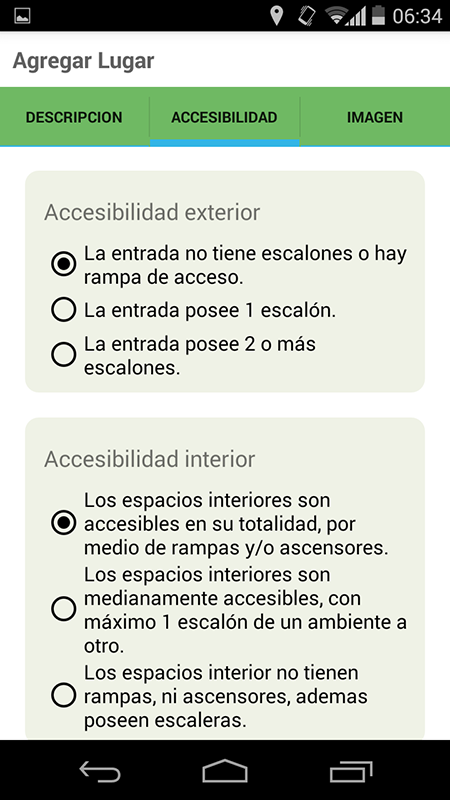 06:34
Agregar Lugar
DESCRIPCION
ACCESIBILIDAD
IMAGEN
Accesibilidad exterior
La entrada no tiene escalones o hay
rampa de acceso.
La entrada posee 1 escalón.
La entrada posee 2 o más
escalones.
Accesibilidad interior
Los espacios interiores son
accesibles en su totalidad, por
medio de rampas y/o ascensores.
Los espacios interiores son
medianamente accesibles, con
máximo 1 escalón de un ambiente a
otro.
Los espacios interior no tienen
rampas, ni ascensores, ademas
poseen escaleras.